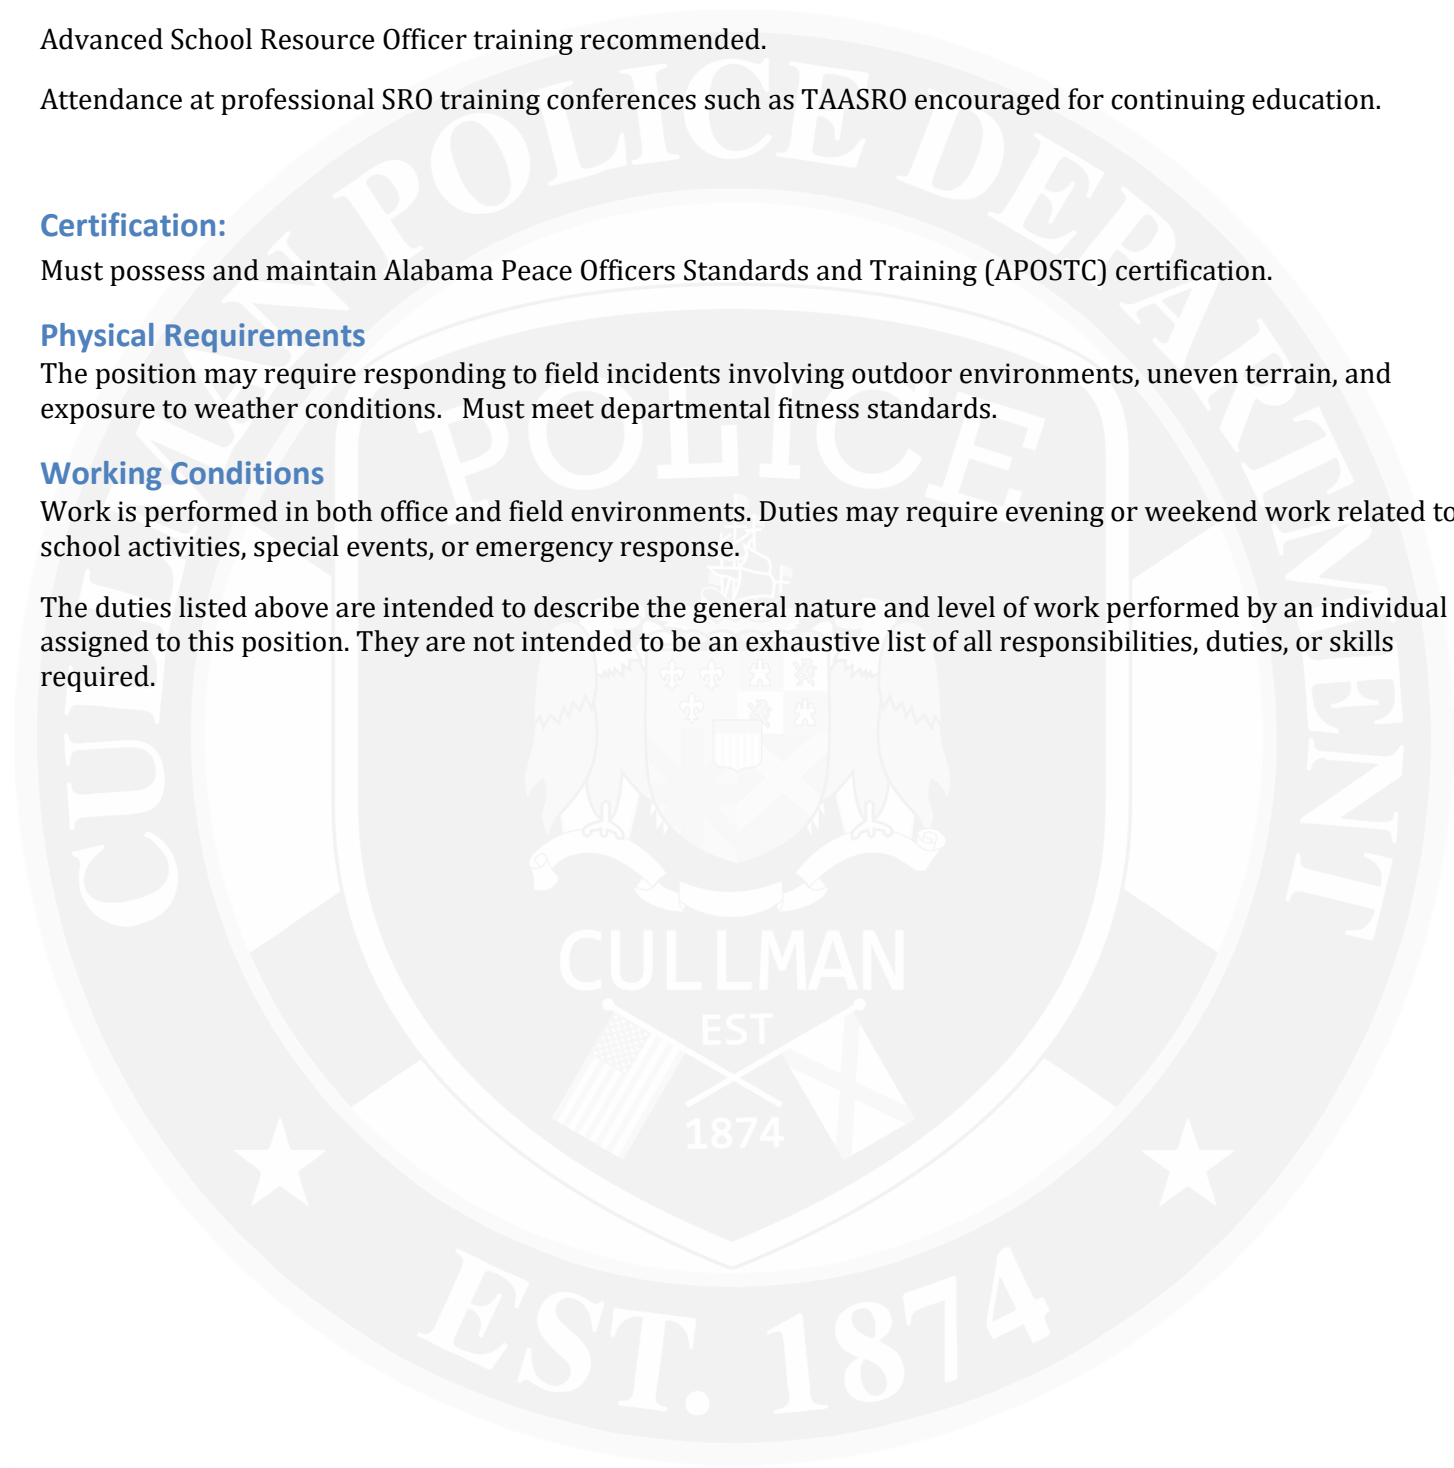 Advanced School Resource Officer training recommended.
Attendance at professional SRO training conferences such as TAASRO encouraged for continuing education.
Certification:
Must possess and maintain Alabama Peace Officers Standards and Training (APOSTC) certification.
Physical Requirements
The position may require responding to field incidents involving outdoor environments, uneven terrain, and
exposure to weather conditions.   Must meet departmental fitness standards.
Working Conditions
Work is performed in both office and field environments. Duties may require evening or weekend work related to
school activities, special events, or emergency response.
The duties listed above are intended to describe the general nature and level of work performed by an individual
assigned to this position. They are not intended to be an exhaustive list of all responsibilities, duties, or skills
required.
CULLMAN POLICE DEPARTMENT
POLICE
CULLMAN
EST
1874
EST. 1874